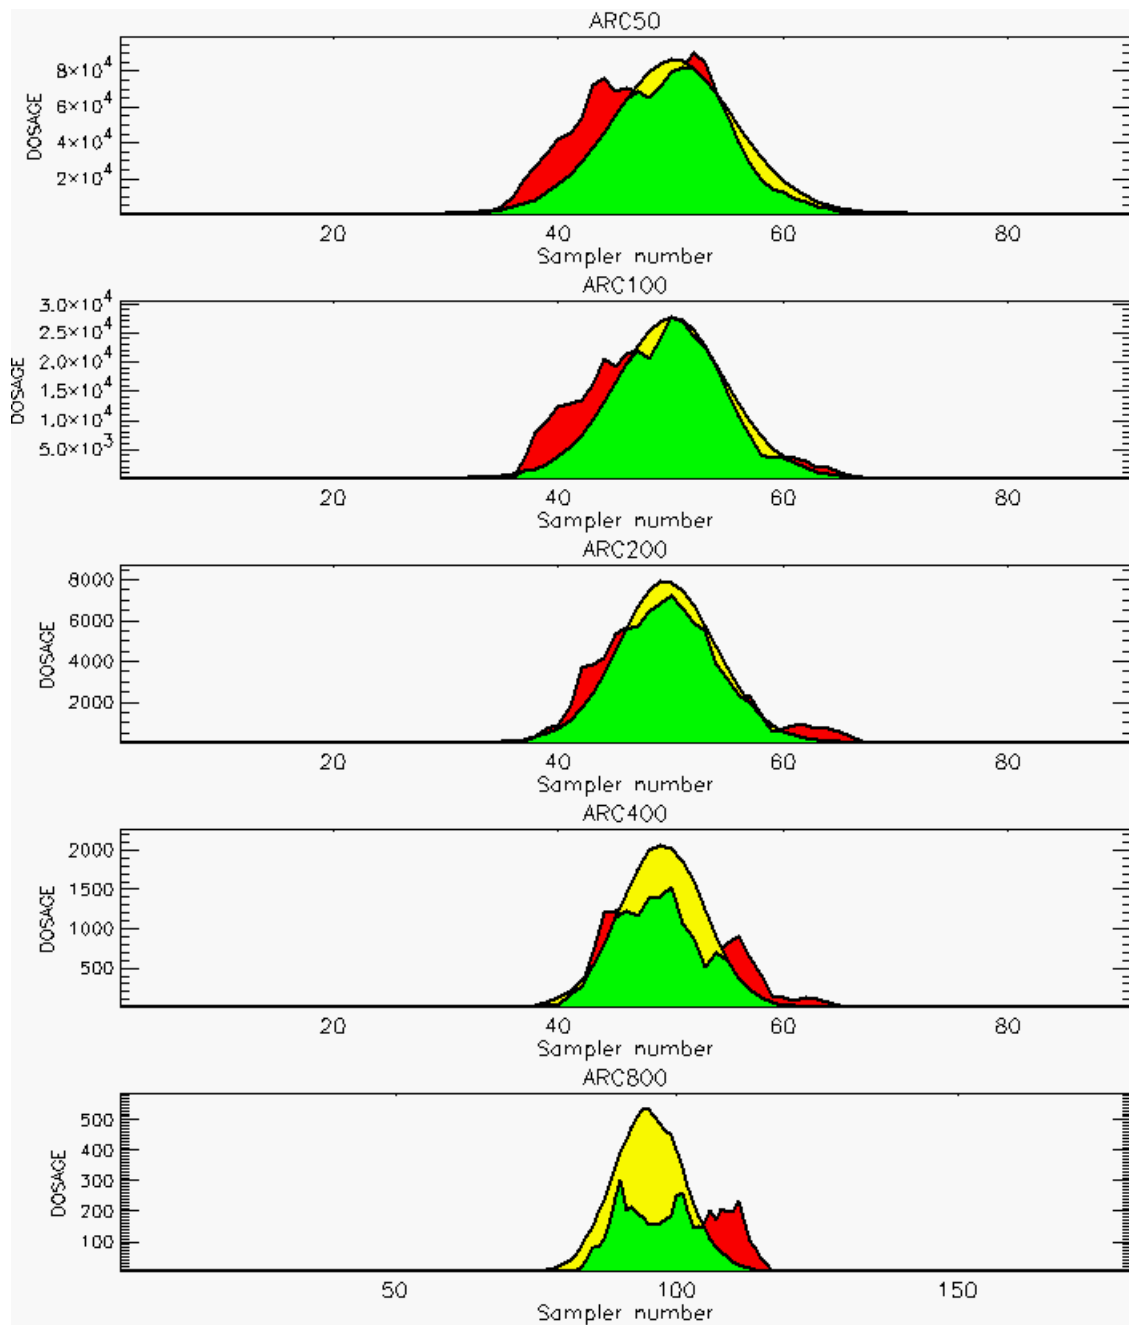 ARC50
DOSAGE
8×10⁴
6×10⁴
4×10⁴
2×10⁴
20 40 60 80
Sampler number
ARC100
DOSAGE
3.0×10⁴
2.5×10⁴
2.0×10⁴
1.5×10⁴
1.0×10⁴
5.0×10³
20 40 60 80
Sampler number
ARC200
DOSAGE
8000
6000
4000
2000
20 40 60 80
Sampler number
ARC400
DOSAGE
2000
1500
1000
500
20 40 60 80
Sampler number
ARC800
DOSAGE
500
400
300
200
100
50 100 150
Sampler number